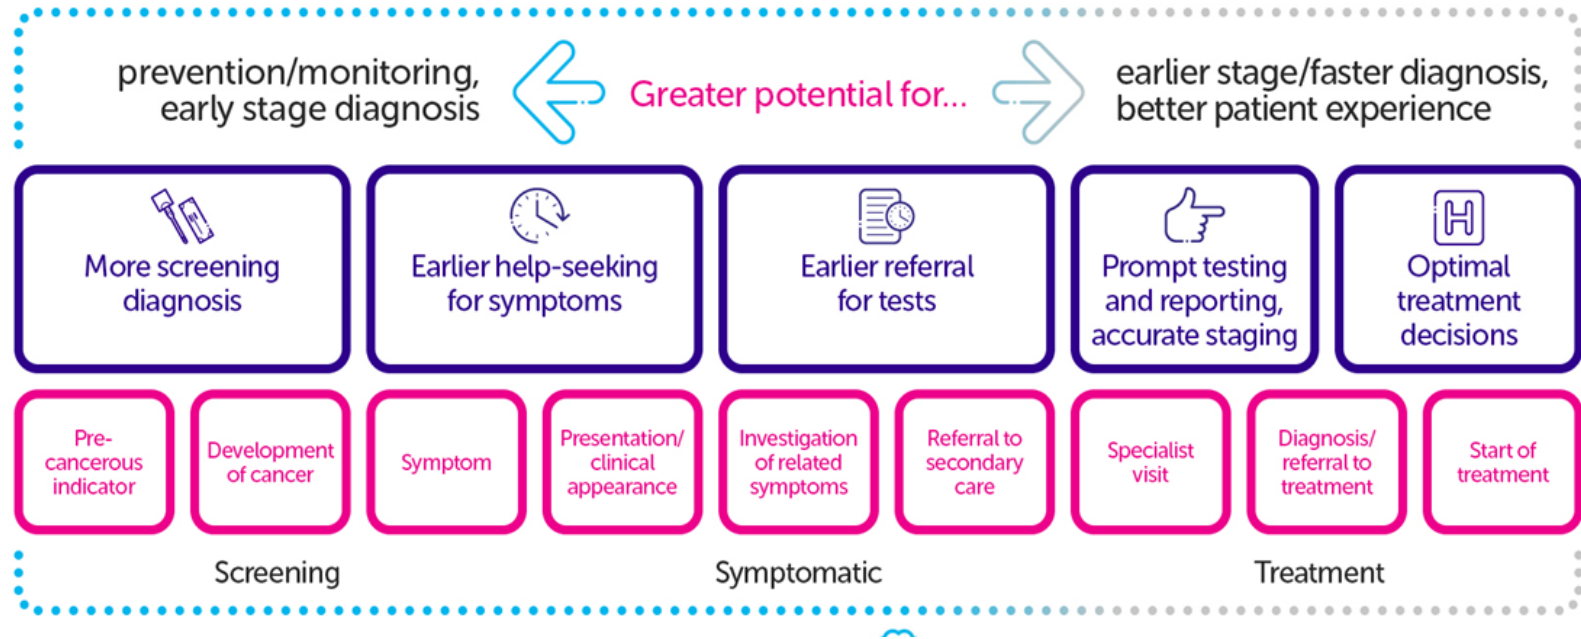 prevention/monitoring,
early stage diagnosis
Greater potential for...
earlier stage/faster diagnosis,
better patient experience
More screening
diagnosis
Earlier help-seeking
for symptoms
Earlier referral
for tests
Prompt testing
and reporting,
accurate staging
H
Optimal
treatment
decisions
Pre-
cancerous
indicator
Development
of cancer
Symptom
Presentation/
clinical
appearance
Investigation
of related
symptoms
Referral to
secondary
care
Specialist
visit
Diagnosis/
referral to
treatment
Start of
treatment
Screening
Symptomatic
Treatment